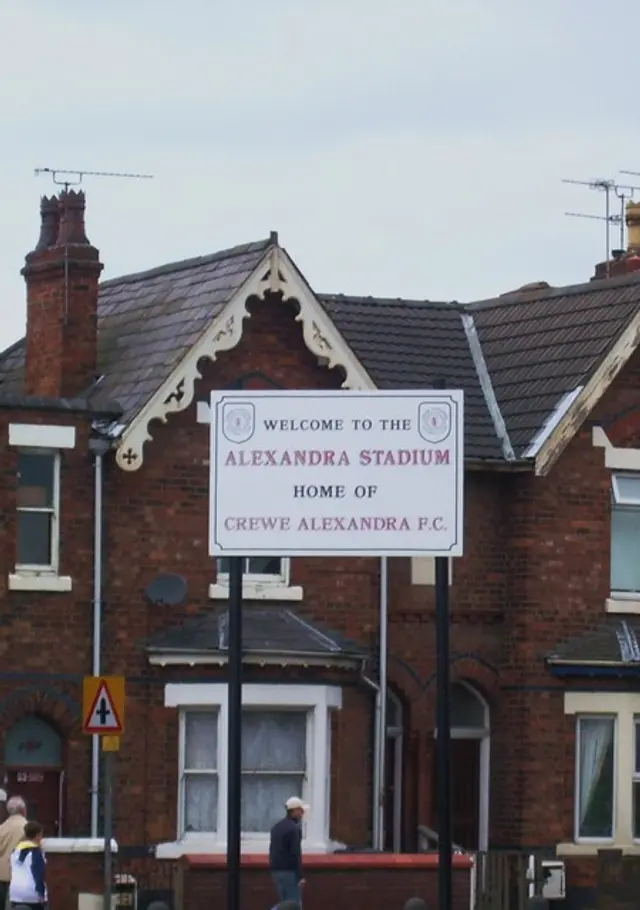 WELCOME TO THE
ALEXANDRA STADIUM
HOME OF
CREWE ALEXANDRA F.C.